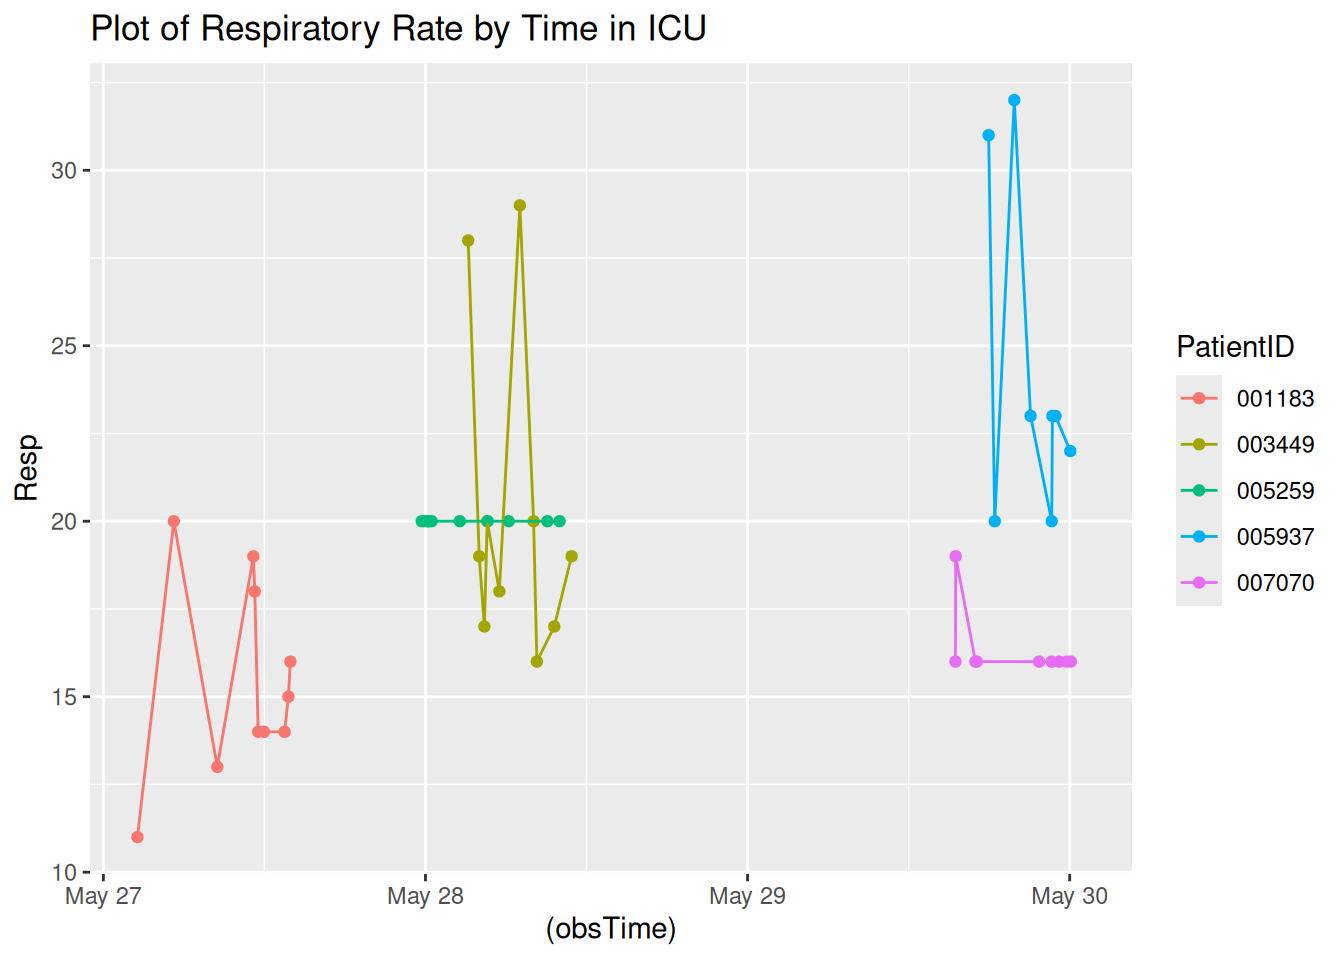 Plot of Respiratory Rate by Time in ICU
Resp
30
25
20
15
10
May 27 May 28 May 29 May 30
(obsTime)
PatientID
001183
003449
005259
005937
007070